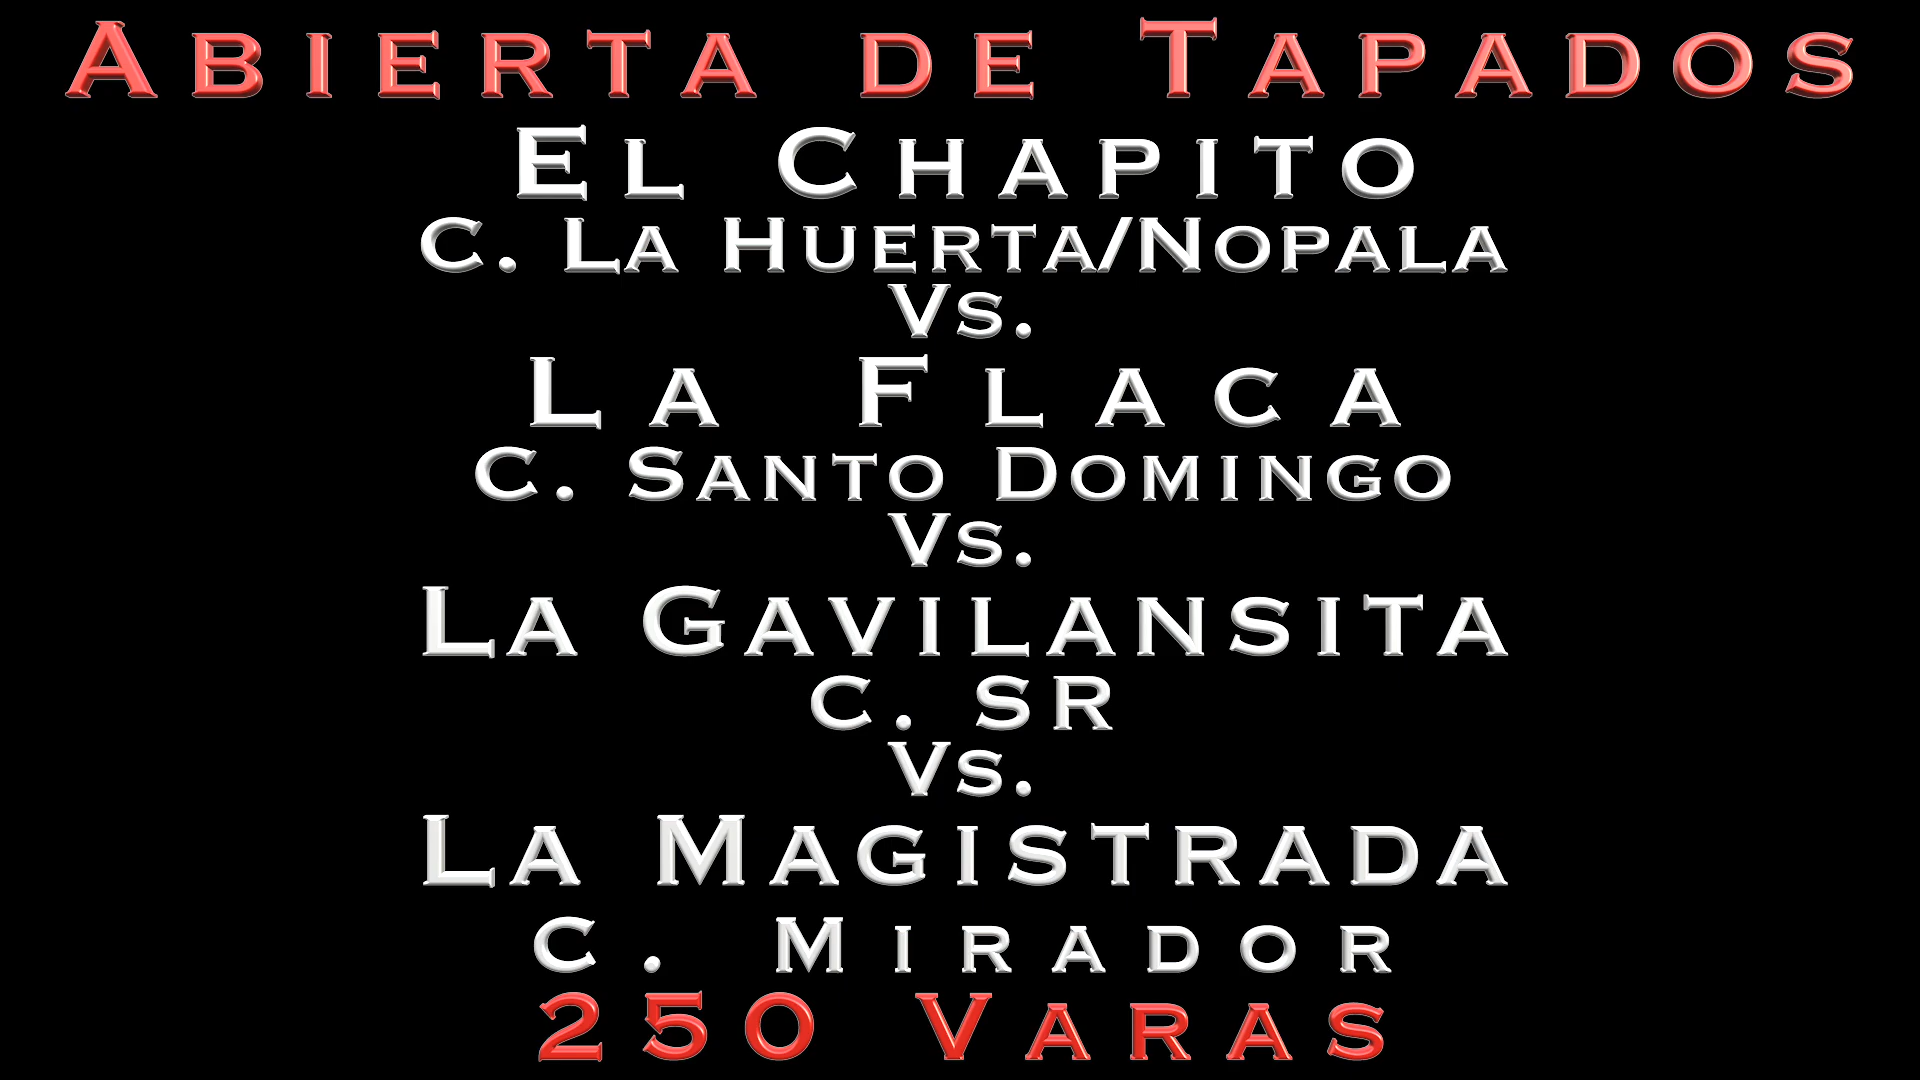 Abierta de Tapados
El Chapito
C. La Huerta/Nopala
Vs.
La Flaca
C. Santo Domingo
Vs.
La Gavilansita
C. SR
Vs.
La Magistrada
C. Mirador
250 Varas